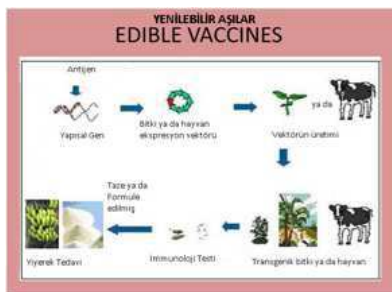 YENİLEBİLİR AŞILAR
EDIBLE VACCINES
Antijen
Yapısal Gen
Bitki ya da hayvan
ekspresyon vektörü
ya da
Vektörün üretimi
Taze ya da
Formule
edilmiş
Yiyerek Tedavi
Immunoloji Testi
Transgenik bitki ya da hayvan